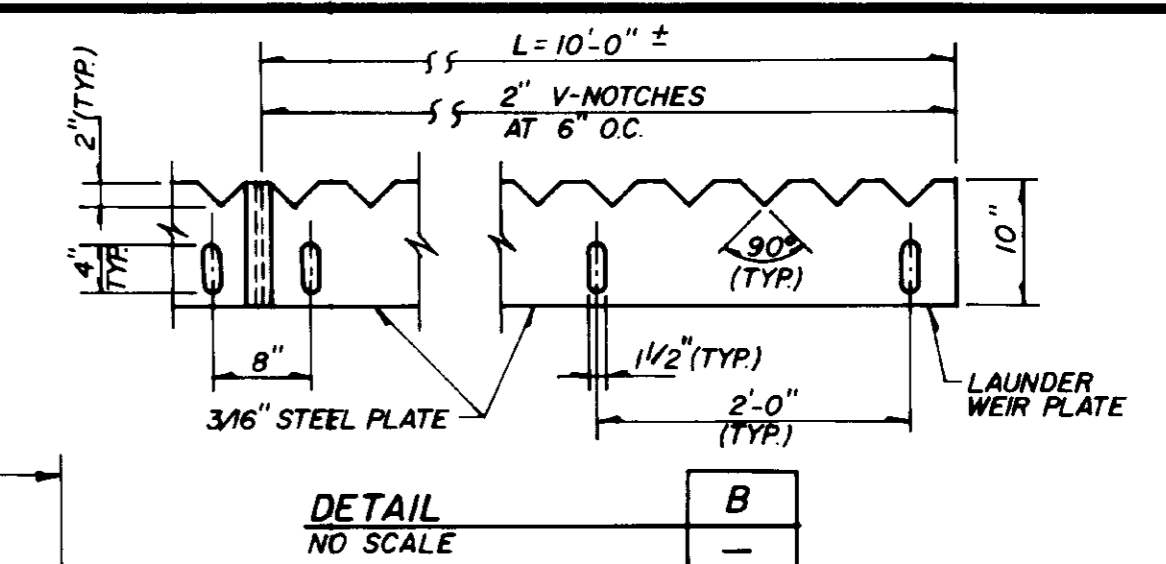 L=10'-0" ±
2" V-NOTCHES
AT 6" O.C.
2"(TYP.)
4"
TYP.
90°
(TYP.)
10"
8"
1 1/2"(TYP.)
3/16" STEEL PLATE
2'-0"
(TYP.)
LAUNDER
WEIR PLATE
DETAIL
NO SCALE
B
—